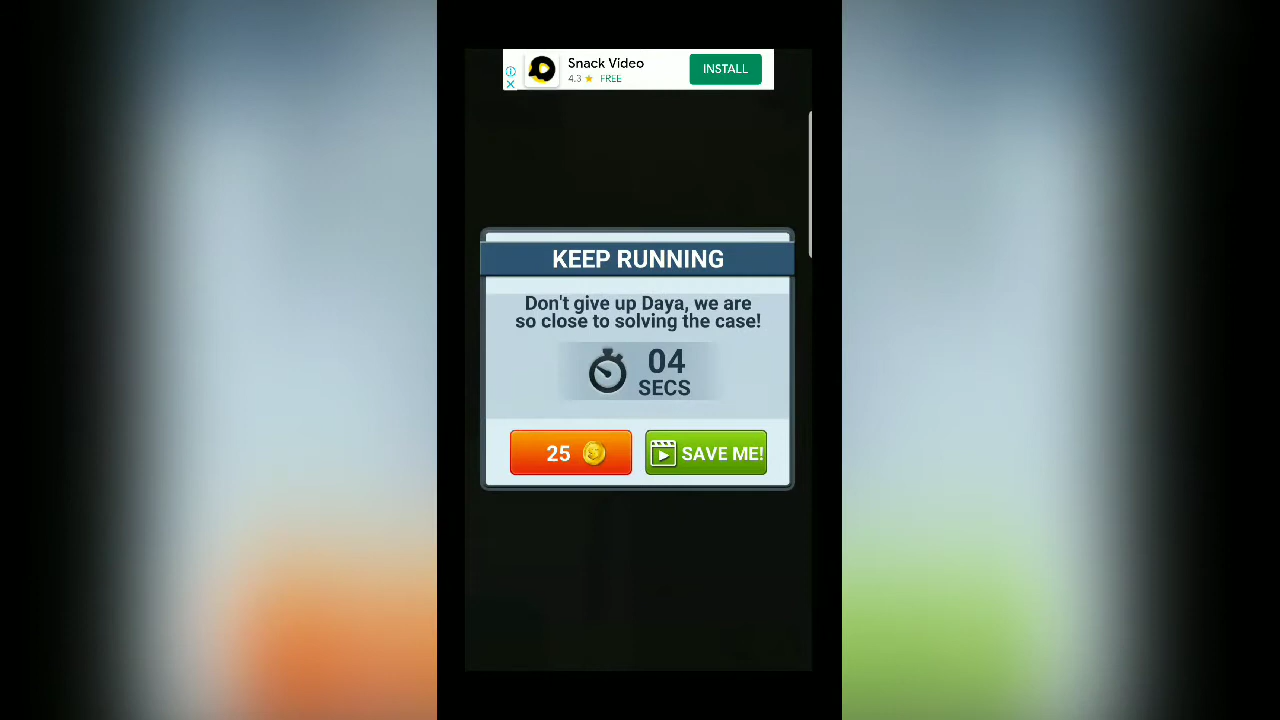 Snack Video
4.3 ★ FREE
INSTALL
KEEP RUNNING
Don't give up Daya, we are
so close to solving the case!
04
SECS
25
SAVE ME!